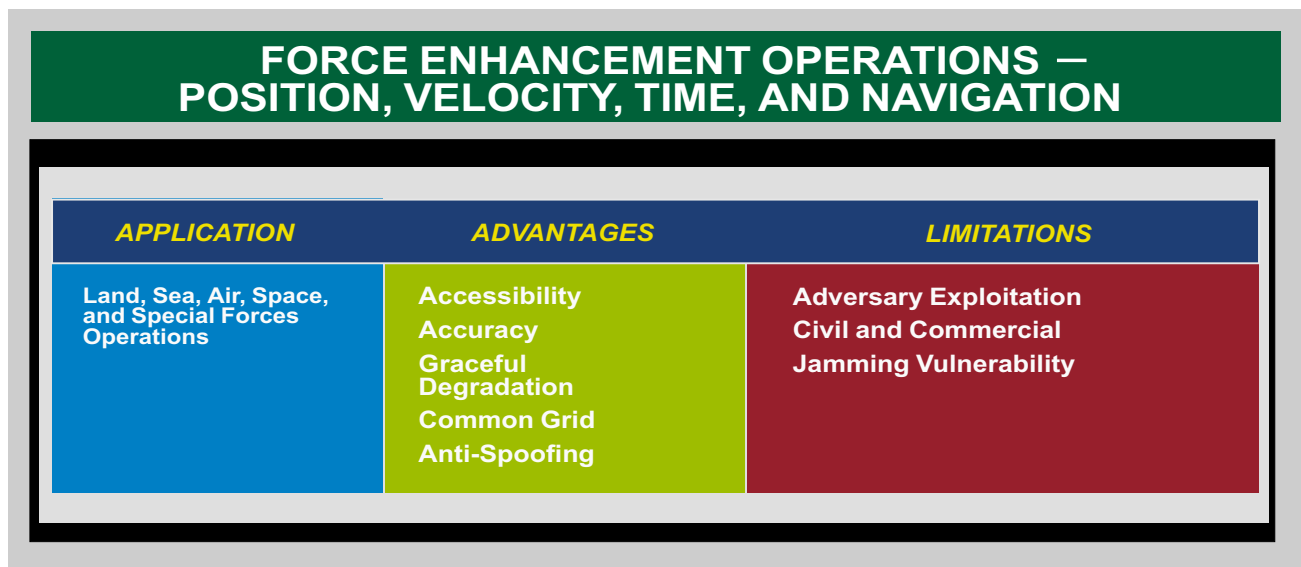 FORCE ENHANCEMENT OPERATIONS —
POSITION, VELOCITY, TIME, AND NAVIGATION
APPLICATION
ADVANTAGES
LIMITATIONS
Land, Sea, Air, Space,
and Special Forces
Operations
Accessibility
Accuracy
Graceful
Degradation
Common Grid
Anti-Spoofing
Adversary Exploitation
Civil and Commercial
Jamming Vulnerability